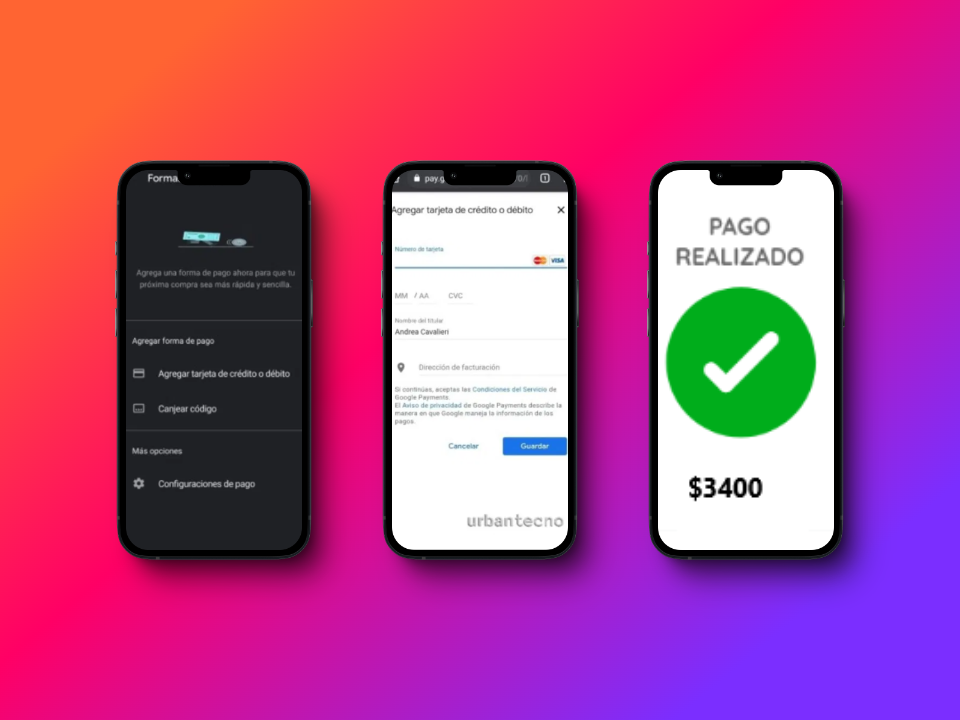 Forma
Agrega una forma de pago ahora para que tu
próxima compra sea más rápida y sencilla.
Agregar forma de pago
Agregar tarjeta de crédito o débito
Canjear código
Más opciones
Configuraciones de pago
pay.g
1
Agregar tarjeta de crédito o débito
Número de tarjeta
VISA
MM / AA CVC
Nombre del titular
Andrea Cavalieri
Dirección de facturación
Si continúas, aceptas las Condiciones del Servicio de
Google Payments.
El Aviso de privacidad de Google Payments describe la
manera en que Google maneja la información de los
pagos.
Cancelar Guardar
urbantecno
PAGO
REALIZADO
$3400